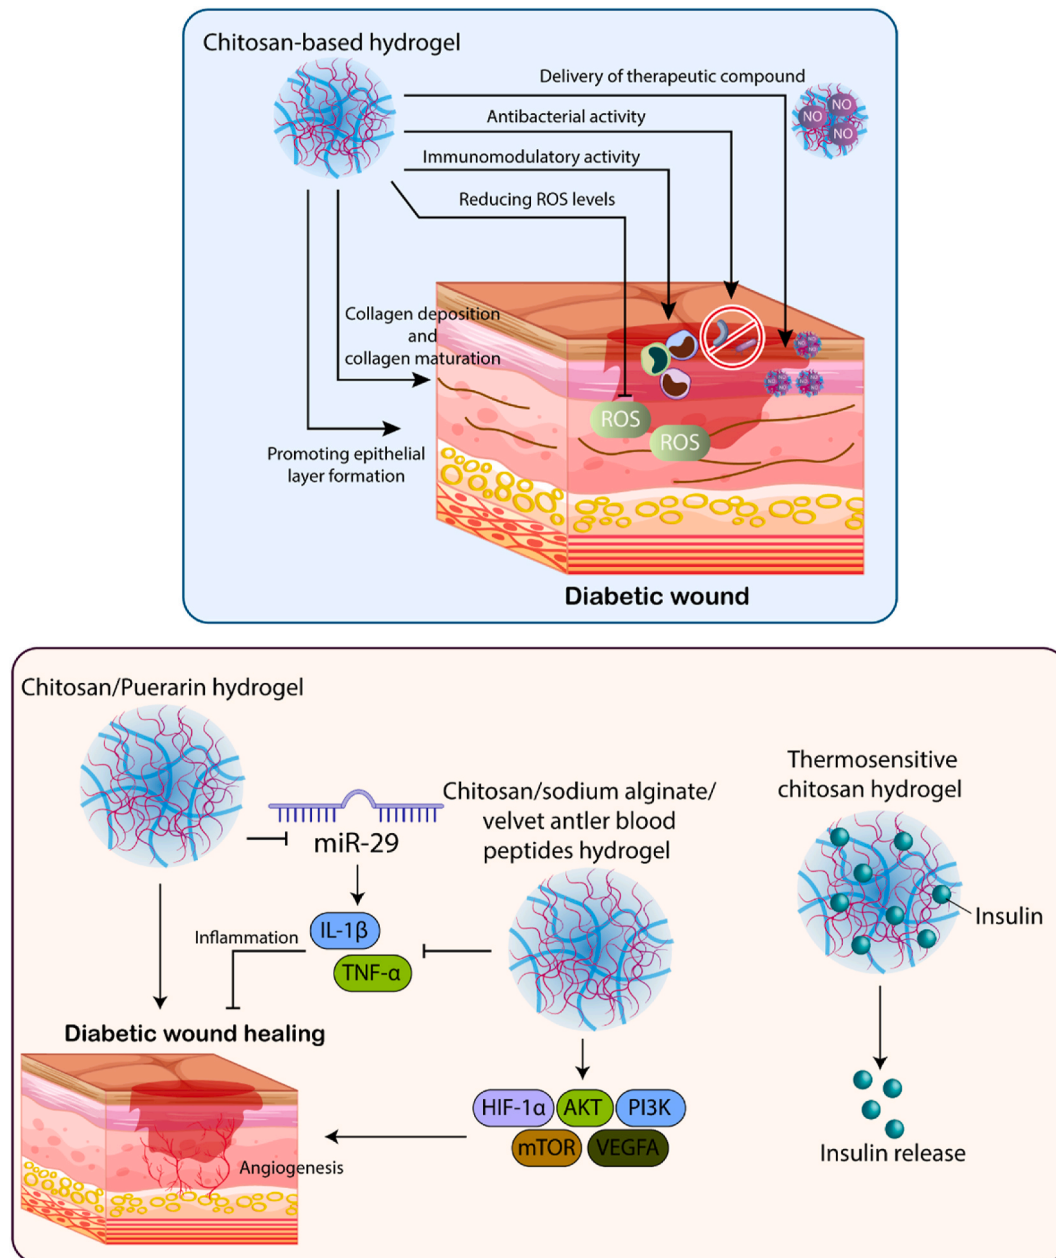 Chitosan-based hydrogel
Delivery of therapeutic compound
NO
NO
NO
Antibacterial activity
Immunomodulatory activity
Reducing ROS levels
Collagen deposition
and
collagen maturation
Promoting epithelial
layer formation
ROS
ROS
Diabetic wound
Chitosan/Puerarin hydrogel
miR-29
Chitosan/sodium alginate/
velvet antler blood
peptides hydrogel
Thermosensitive
chitosan hydrogel
Insulin
Inflammation
IL-1β
TNF-α
Diabetic wound healing
HIF-1α
AKT
PI3K
mTOR
VEGFA
Angiogenesis
Insulin release